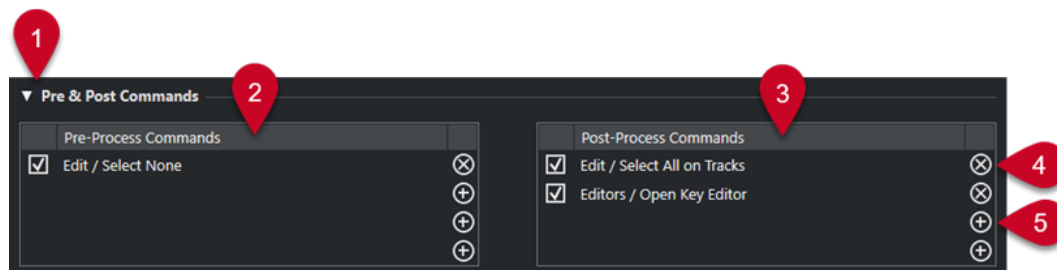 1
2
3
Pre & Post Commands
Pre-Process Commands
Edit / Select None
Post-Process Commands
Edit / Select All on Tracks
4
Editors / Open Key Editor
5